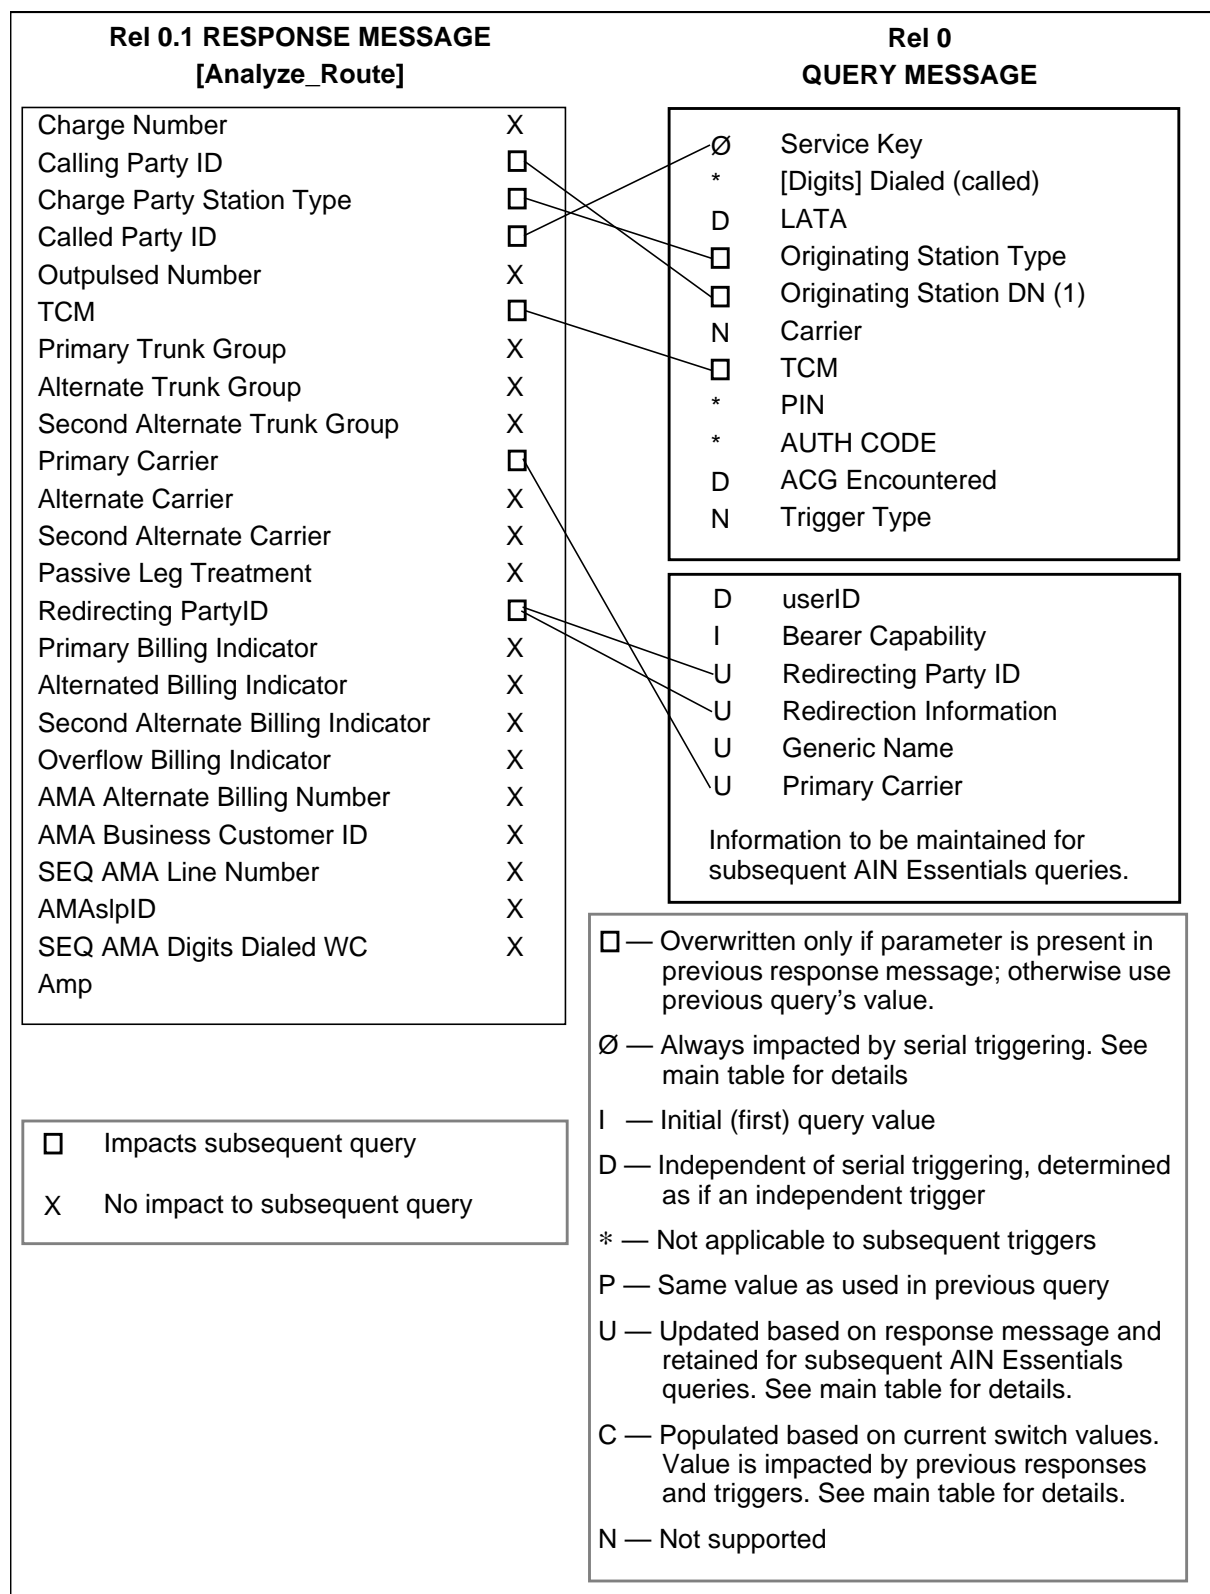 Rel 0.1 RESPONSE MESSAGE
[Analyze_Route]
Charge Number X
Calling Party ID
Charge Party Station Type
Called Party ID
Outpulsed Number X
TCM
Primary Trunk Group X
Alternate Trunk Group X
Second Alternate Trunk Group X
Primary Carrier
Alternate Carrier X
Second Alternate Carrier X
Passive Leg Treatment X
Redirecting PartyID
Primary Billing Indicator X
Alternated Billing Indicator X
Second Alternate Billing Indicator X
Overflow Billing Indicator X
AMA Alternate Billing Number X
AMA Business Customer ID X
SEQ AMA Line Number X
AMAslpID X
SEQ AMA Digits Dialed WC X
Amp
Rel 0
QUERY MESSAGE
Ø Service Key
* [Digits] Dialed (called)
D LATA
Originating Station Type
Originating Station DN (1)
N Carrier
TCM
* PIN
* AUTH CODE
D ACG Encountered
N Trigger Type
D userID
I Bearer Capability
U Redirecting Party ID
U Redirection Information
U Generic Name
U Primary Carrier
Information to be maintained for
subsequent AIN Essentials queries.
Impacts subsequent query
X No impact to subsequent query
— Overwritten only if parameter is present in
previous response message; otherwise use
previous query’s value.
Ø — Always impacted by serial triggering. See
main table for details
I — Initial (first) query value
D — Independent of serial triggering, determined
as if an independent trigger
* — Not applicable to subsequent triggers
P — Same value as used in previous query
U — Updated based on response message and
retained for subsequent AIN Essentials
queries. See main table for details.
C — Populated based on current switch values.
Value is impacted by previous responses
and triggers. See main table for details.
N — Not supported